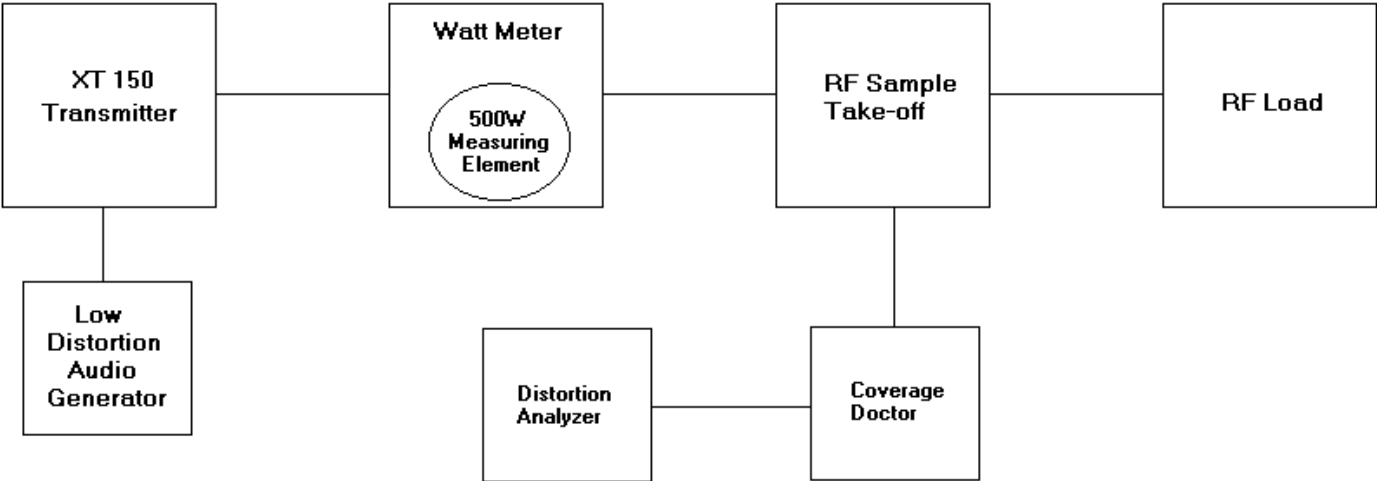 XT 150
Transmitter
Watt Meter
500W
Measuring
Element
RF Sample
Take-off
RF Load
Low
Distortion
Audio
Generator
Distortion
Analyzer
Coverage
Doctor